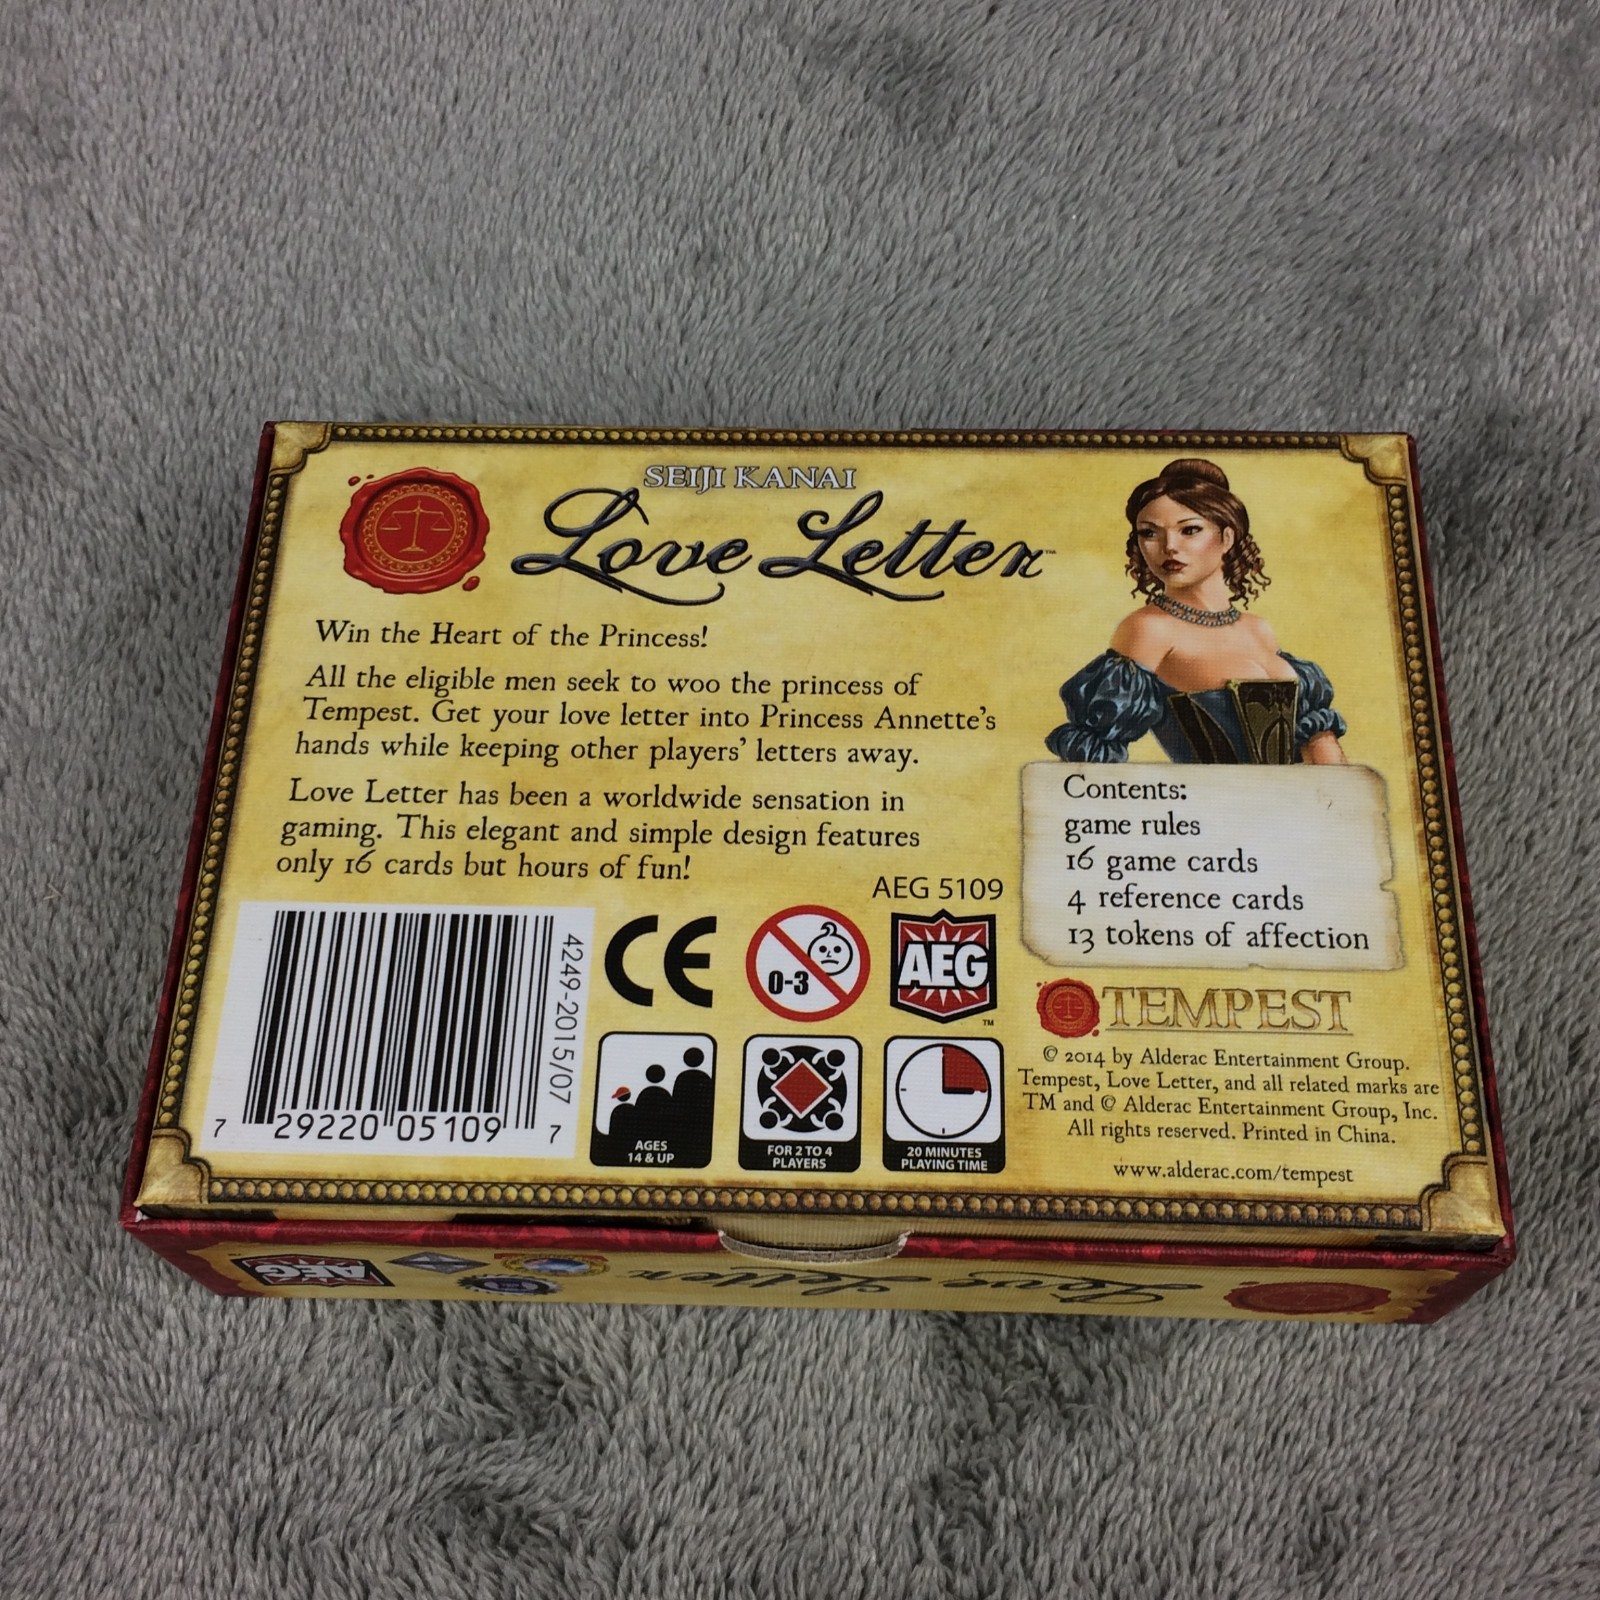 SEIJI KANAI
Love Letter™
Win the Heart of the Princess!
All the eligible men seek to woo the princess of
Tempest. Get your love letter into Princess Annette's
hands while keeping other players' letters away.
Love Letter has been a worldwide sensation in
gaming. This elegant and simple design features
only 16 cards but hours of fun!
Contents:
game rules
16 game cards
4 reference cards
13 tokens of affection
AEG 5109
4249-2015/07
7 29220 05109 7
CE
0-3
AEG™
AGES
14 & UP
FOR 2 TO 4
PLAYERS
20 MINUTES
PLAYING TIME
TEMPEST
© 2014 by Alderac Entertainment Group.
Tempest, Love Letter, and all related marks are
TM and © Alderac Entertainment Group, Inc.
All rights reserved. Printed in China.
www.alderac.com/tempest
Love Letter
AEG